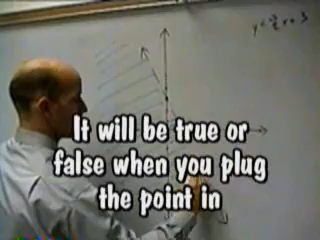 It will be true or
false when you plug
the point in